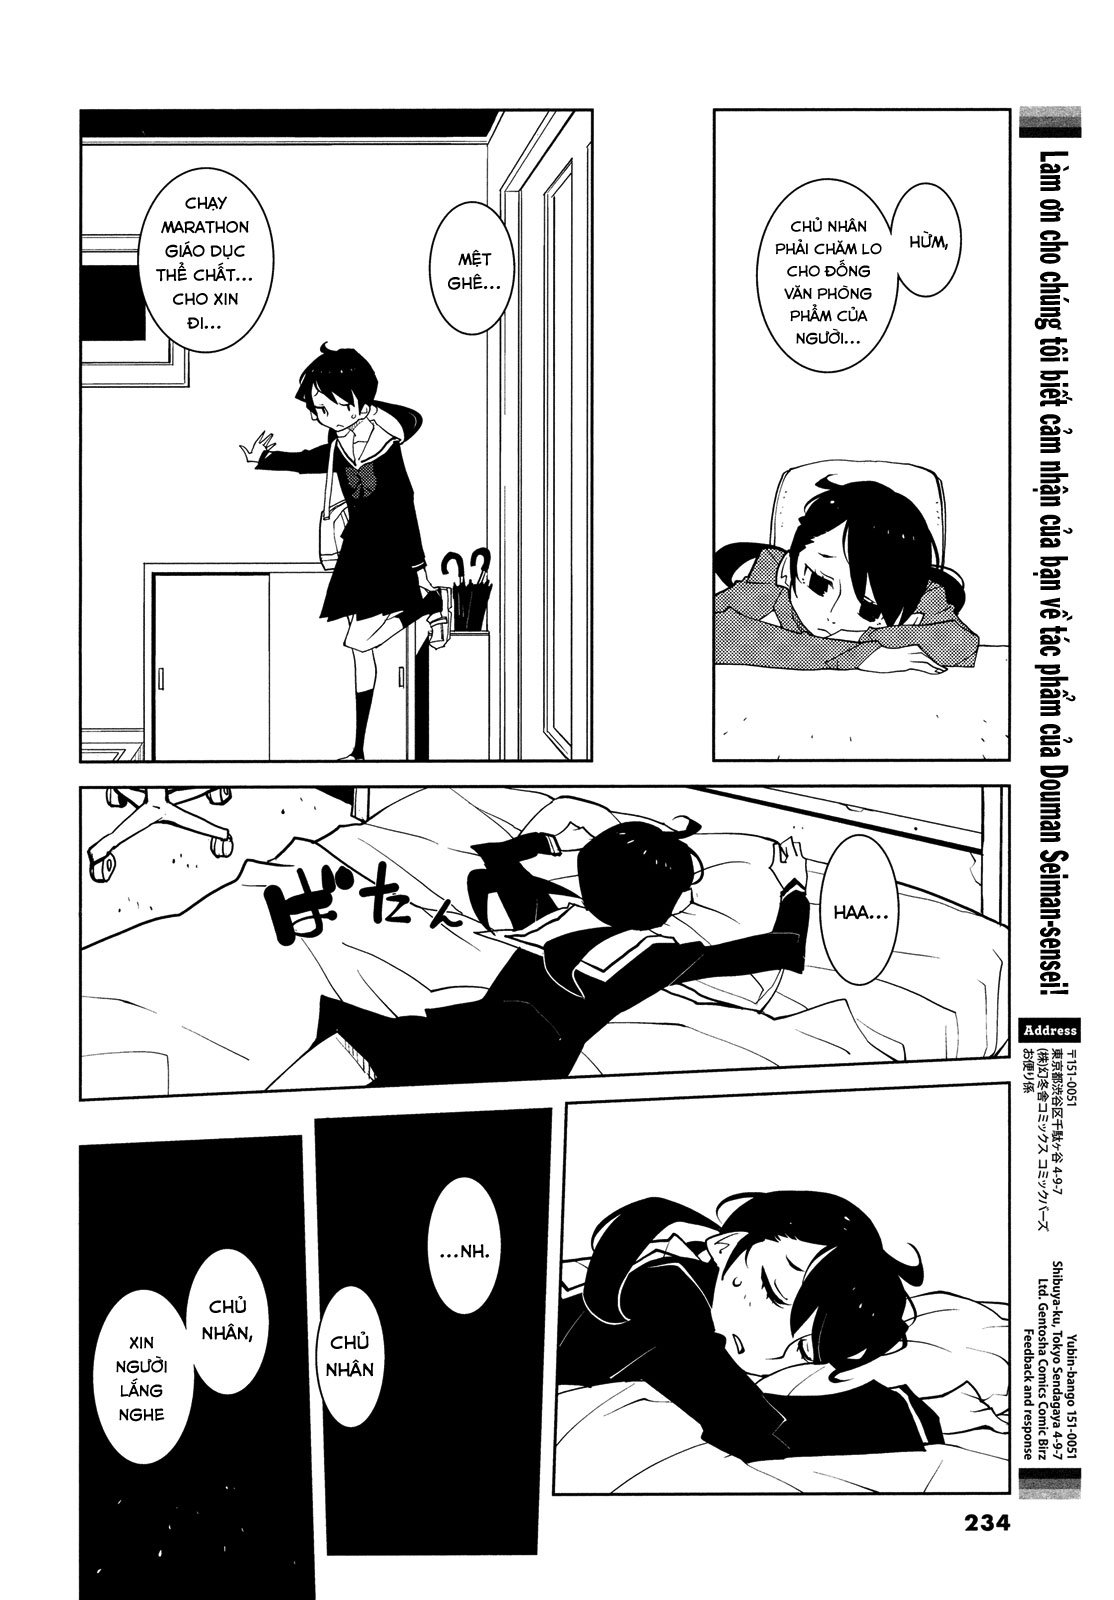 HỪM,
CHỦ NHÂN
PHẢI CHĂM LO
CHO ĐỐNG
VĂN PHÒNG
PHẨM CỦA
NGƯỜI...
MỆT
GHÊ...
CHẠY
MARATHON
GIÁO DỤC
THỂ CHẤT...
CHO XIN
ĐI...
HAA...
ばたん
...NH.
CHỦ
NHÂN
CHỦ
NHÂN,
XIN
NGƯỜI
LẮNG
NGHE
Làm ơn cho chúng tôi biết cảm nhận của bạn về tác phẩm của Douman Seiman-sensei!
Address
〒151-0051
東京都渋谷区千駄ヶ谷 4-9-7
(株)幻冬舎コミックス コミックバーズ
お便り係
Yubin-bango 151-0051
Shibuya-ku, Tokyo Sendagaya 4-9-7
Ltd. Gentosha Comics Comic Birz
Feedback and response
234